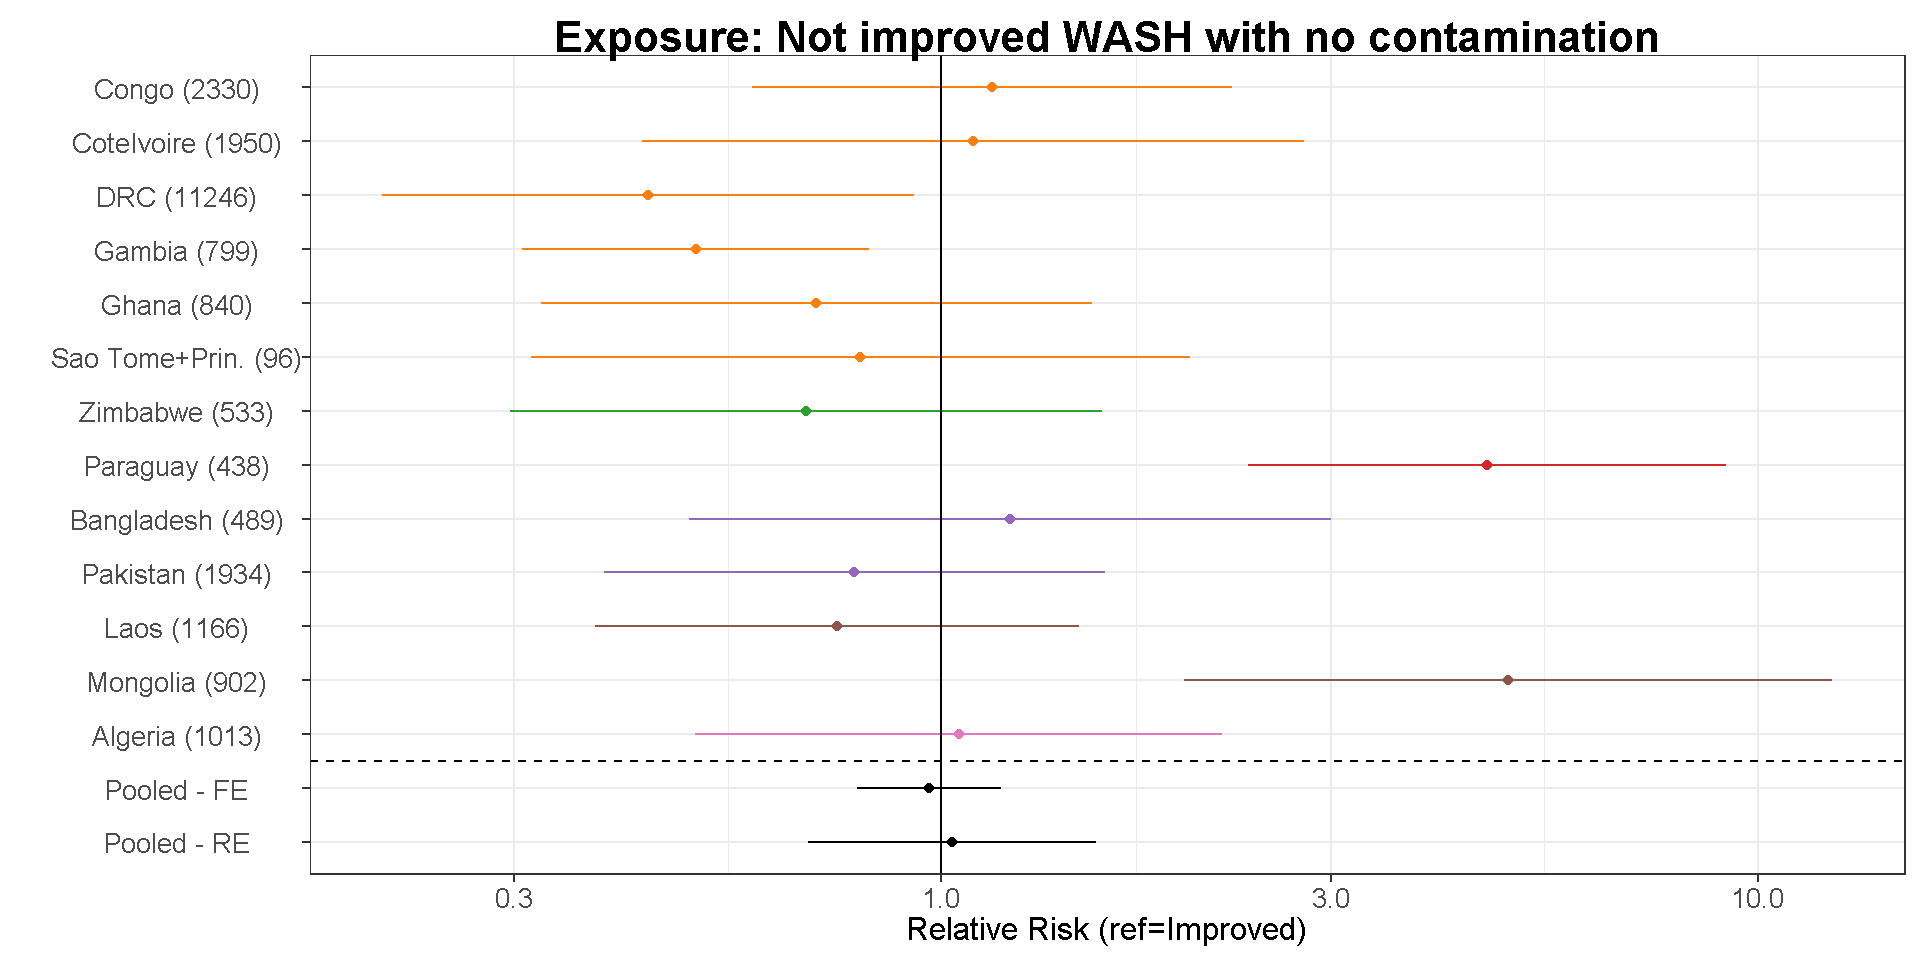 Exposure: Not improved WASH with no contamination
Congo (2330)
CoteIvoire (1950)
DRC (11246)
Gambia (799)
Ghana (840)
Sao Tome+Prin. (96)
Zimbabwe (533)
Paraguay (438)
Bangladesh (489)
Pakistan (1934)
Laos (1166)
Mongolia (902)
Algeria (1013)
Pooled - FE
Pooled - RE
0.3 1.0 3.0 10.0
Relative Risk (ref=Improved)